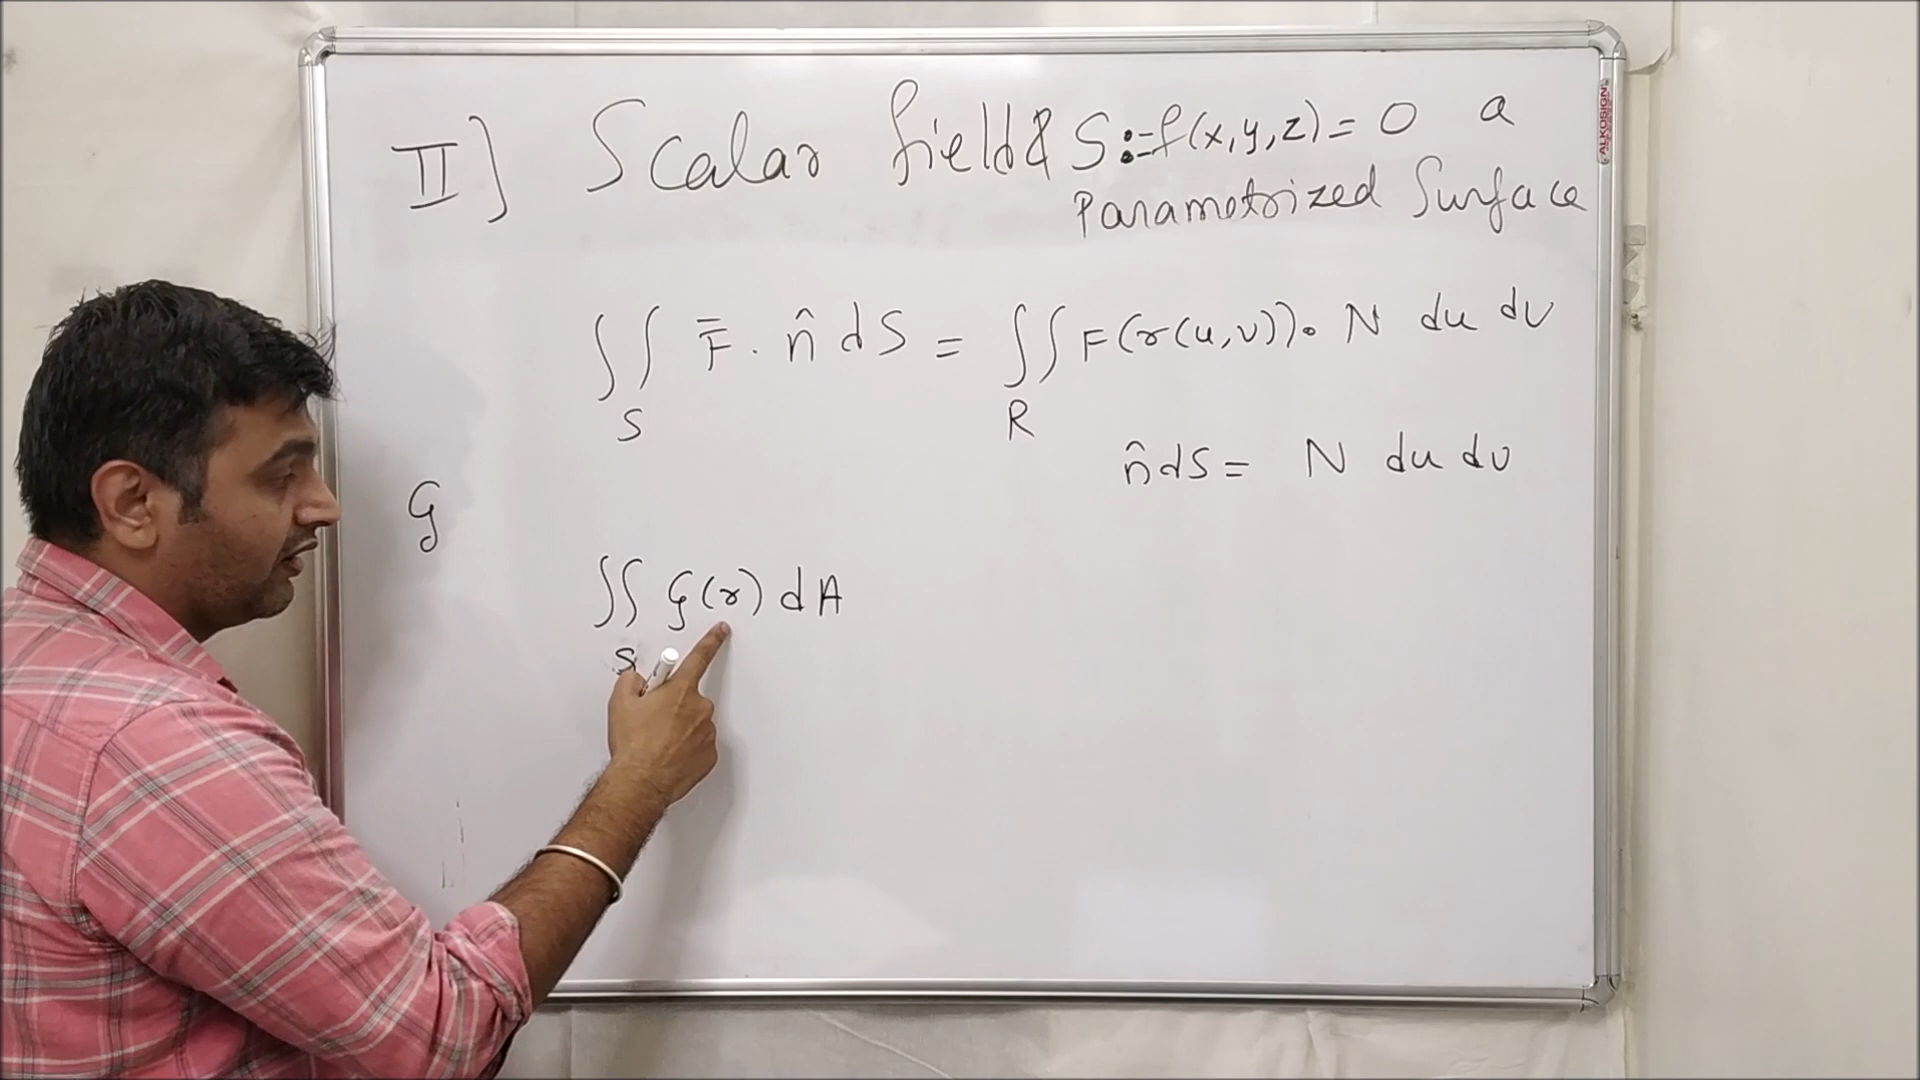 II] Scalar field & S:-f(x,y,z)=0 a
Parametrized Surface
∬ F̄ . n̂ dS = ∬ F(r(u,v))• N du dv
S R
n̂ dS = N du dv
G
∬ G(r) dA
S
ALKOSIGN